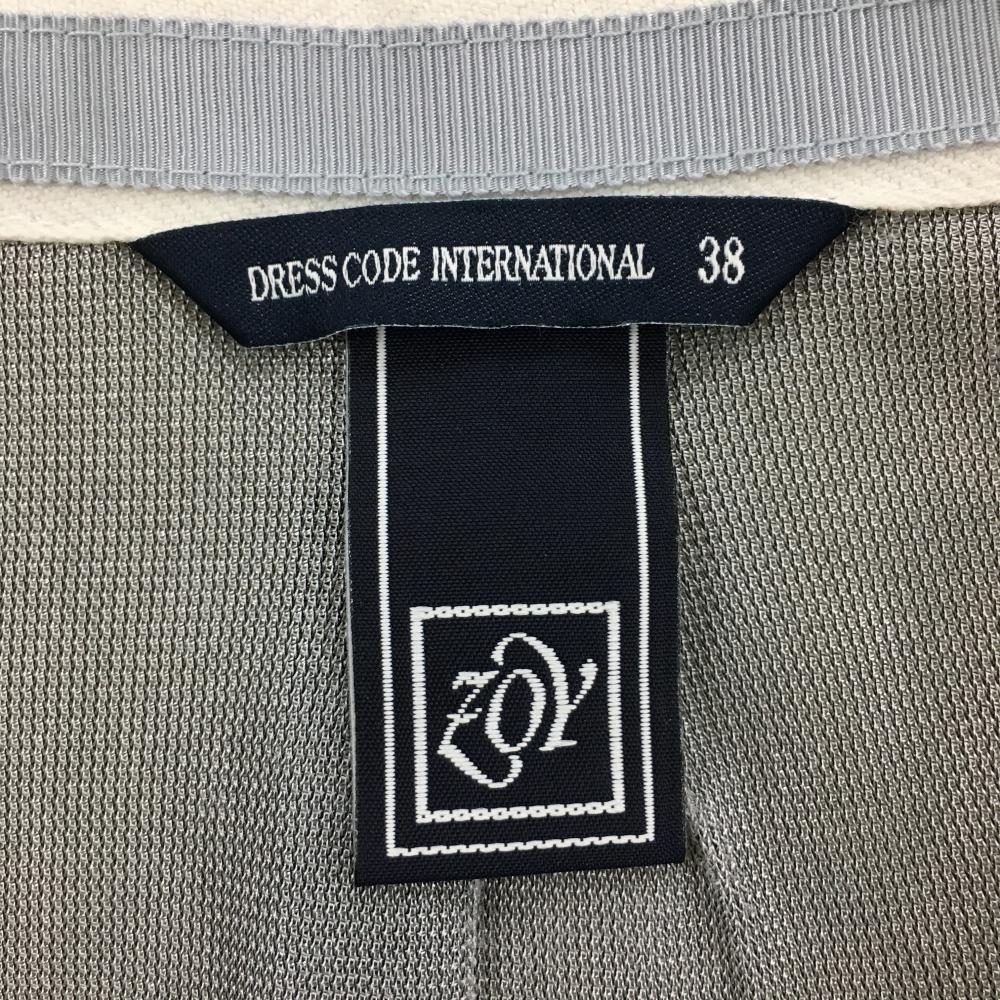 DRESS CODE INTERNATIONAL 38
ZOY